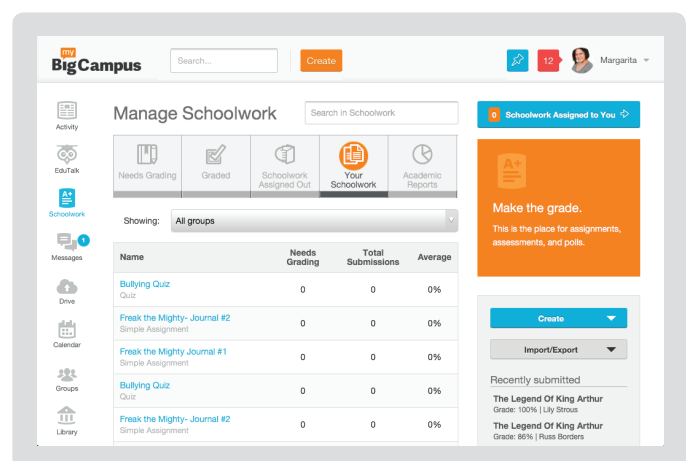 my
BigCampus
Search...
Create
12
Margarita
Activity
EduTalk
Schoolwork
Messages
1
Drive
Calendar
Groups
Library
Manage Schoolwork
Search in Schoolwork
Needs Grading
Graded
Schoolwork
Assigned Out
Your
Schoolwork
Academic
Reports
Showing:
All groups
Name
Needs
Grading
Total
Submissions
Average
Bullying Quiz
Quiz
0
0
0%
Freak the Mighty- Journal #2
Simple Assignment
0
0
0%
Freak the Mighty Journal #1
Simple Assignment
0
0
0%
Bullying Quiz
Quiz
0
0
0%
Freak the Mighty- Journal #2
Simple Assignment
0
0
0%
0 Schoolwork Assigned to You
A+
Make the grade.
This is the place for assignments,
assessments, and polls.
Create
Import/Export
Recently submitted
The Legend Of King Arthur
Grade: 100% | Lily Strous
The Legend Of King Arthur
Grade: 86% | Russ Borders